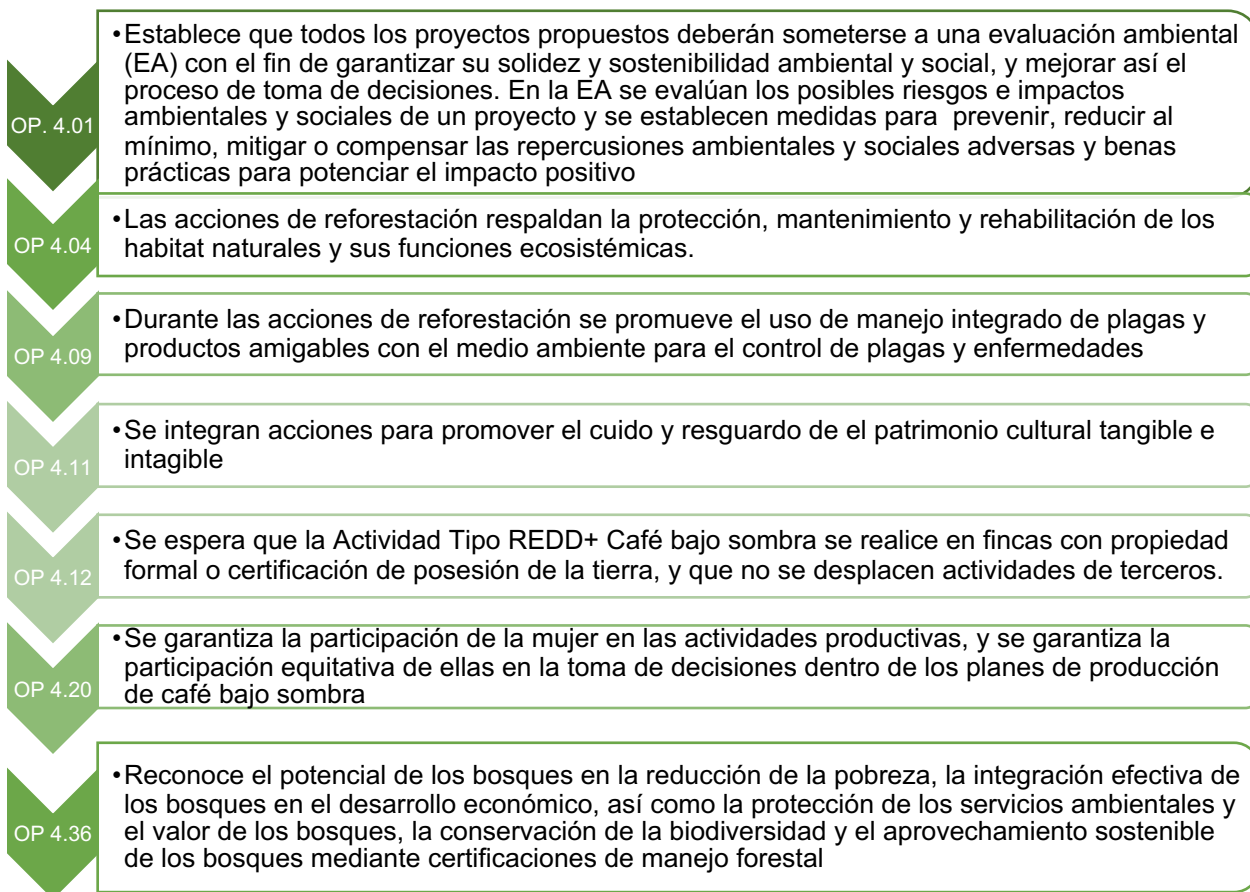 OP. 4.01
•Establece que todos los proyectos propuestos deberán someterse a una evaluación ambiental
(EA) con el fin de garantizar su solidez y sostenibilidad ambiental y social, y mejorar así el
proceso de toma de decisiones. En la EA se evalúan los posibles riesgos e impactos
ambientales y sociales de un proyecto y se establecen medidas para prevenir, reducir al
mínimo, mitigar o compensar las repercusiones ambientales y sociales adversas y benas
prácticas para potenciar el impacto positivo
OP 4.04
•Las acciones de reforestación respaldan la protección, mantenimiento y rehabilitación de los
habitat naturales y sus funciones ecosistémicas.
OP 4.09
•Durante las acciones de reforestación se promueve el uso de manejo integrado de plagas y
productos amigables con el medio ambiente para el control de plagas y enfermedades
OP 4.11
•Se integran acciones para promover el cuido y resguardo de el patrimonio cultural tangible e
intagible
OP 4.12
•Se espera que la Actividad Tipo REDD+ Café bajo sombra se realice en fincas con propiedad
formal o certificación de posesión de la tierra, y que no se desplacen actividades de terceros.
OP 4.20
•Se garantiza la participación de la mujer en las actividades productivas, y se garantiza la
participación equitativa de ellas en la toma de decisiones dentro de los planes de producción
de café bajo sombra
OP 4.36
•Reconoce el potencial de los bosques en la reducción de la pobreza, la integración efectiva de
los bosques en el desarrollo económico, así como la protección de los servicios ambientales y
el valor de los bosques, la conservación de la biodiversidad y el aprovechamiento sostenible
de los bosques mediante certificaciones de manejo forestal